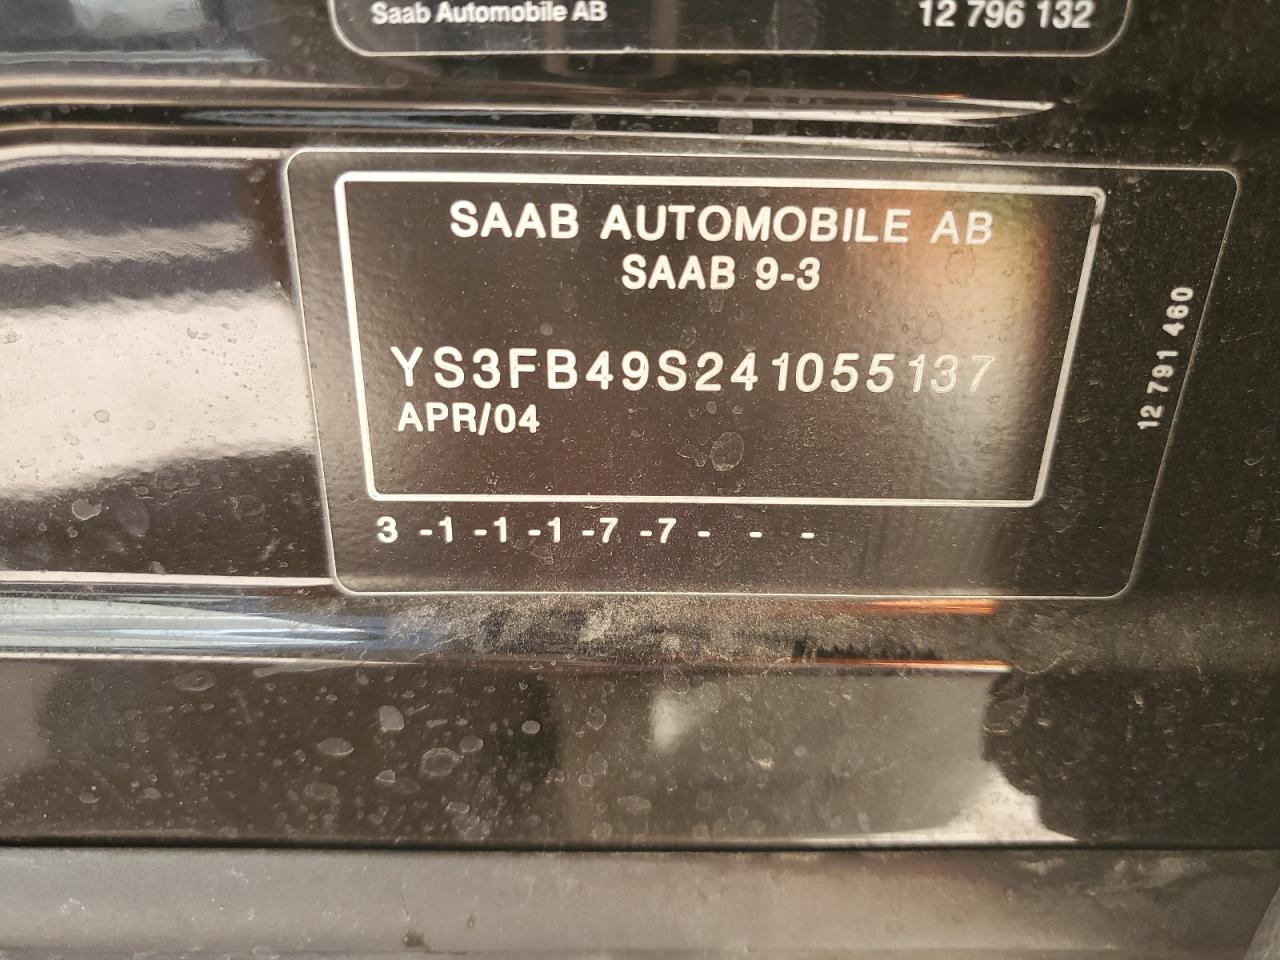 Saab Automobile AB 12 796 132
SAAB AUTOMOBILE AB
SAAB 9-3
YS3FB49S241055137
APR/04
3 -1 -1 -1 -7 -7 - - -
12 791 460